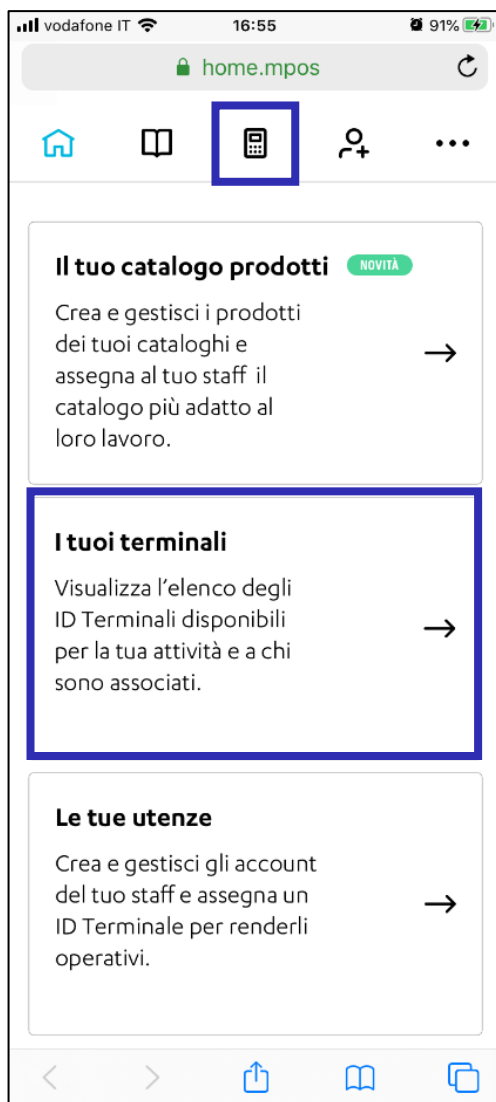 vodafone IT 16:55 91%
home.mpos
Il tuo catalogo prodotti NOVITÀ
Crea e gestisci i prodotti
dei tuoi cataloghi e
assegna al tuo staff il
catalogo più adatto al
loro lavoro.
I tuoi terminali
Visualizza l'elenco degli
ID Terminali disponibili
per la tua attività e a chi
sono associati.
Le tue utenze
Crea e gestisci gli account
del tuo staff e assegna un
ID Terminale per renderli
operativi.